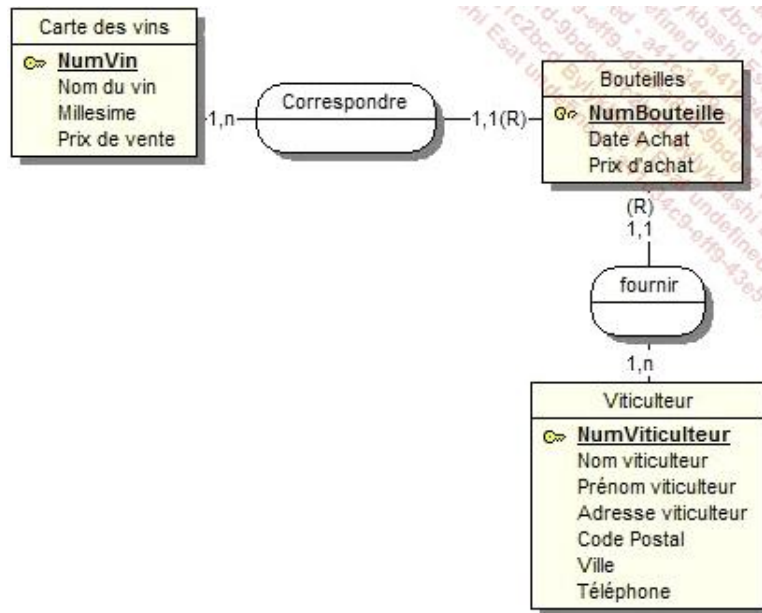 Carte des vins
NumVin
Nom du vin
Millesime
Prix de vente
1,n
Correspondre
1,1(R)
Bouteilles
NumBouteille
Date Achat
Prix d'achat
(R)
1,1
fournir
1,n
Viticulteur
NumViticulteur
Nom viticulteur
Prénom viticulteur
Adresse viticulteur
Code Postal
Ville
Téléphone